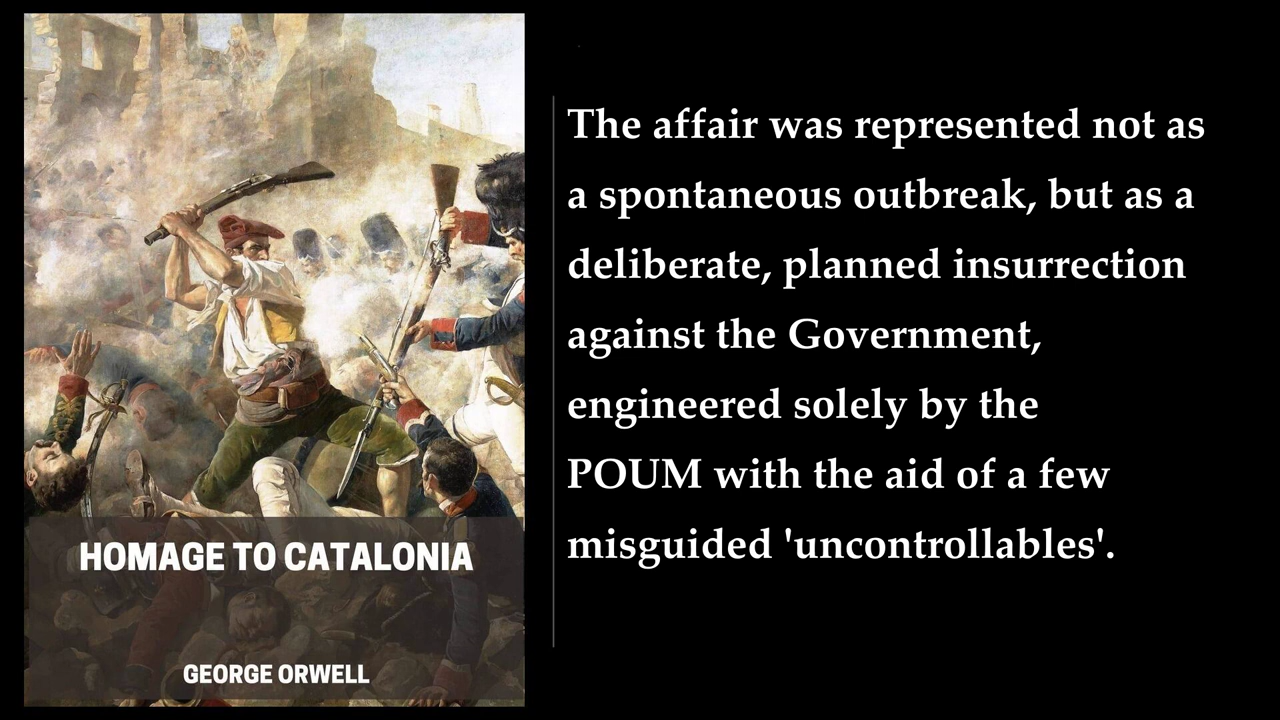 HOMAGE TO CATALONIA
GEORGE ORWELL
The affair was represented not as
a spontaneous outbreak, but as a
deliberate, planned insurrection
against the Government,
engineered solely by the
POUM with the aid of a few
misguided 'uncontrollables'.